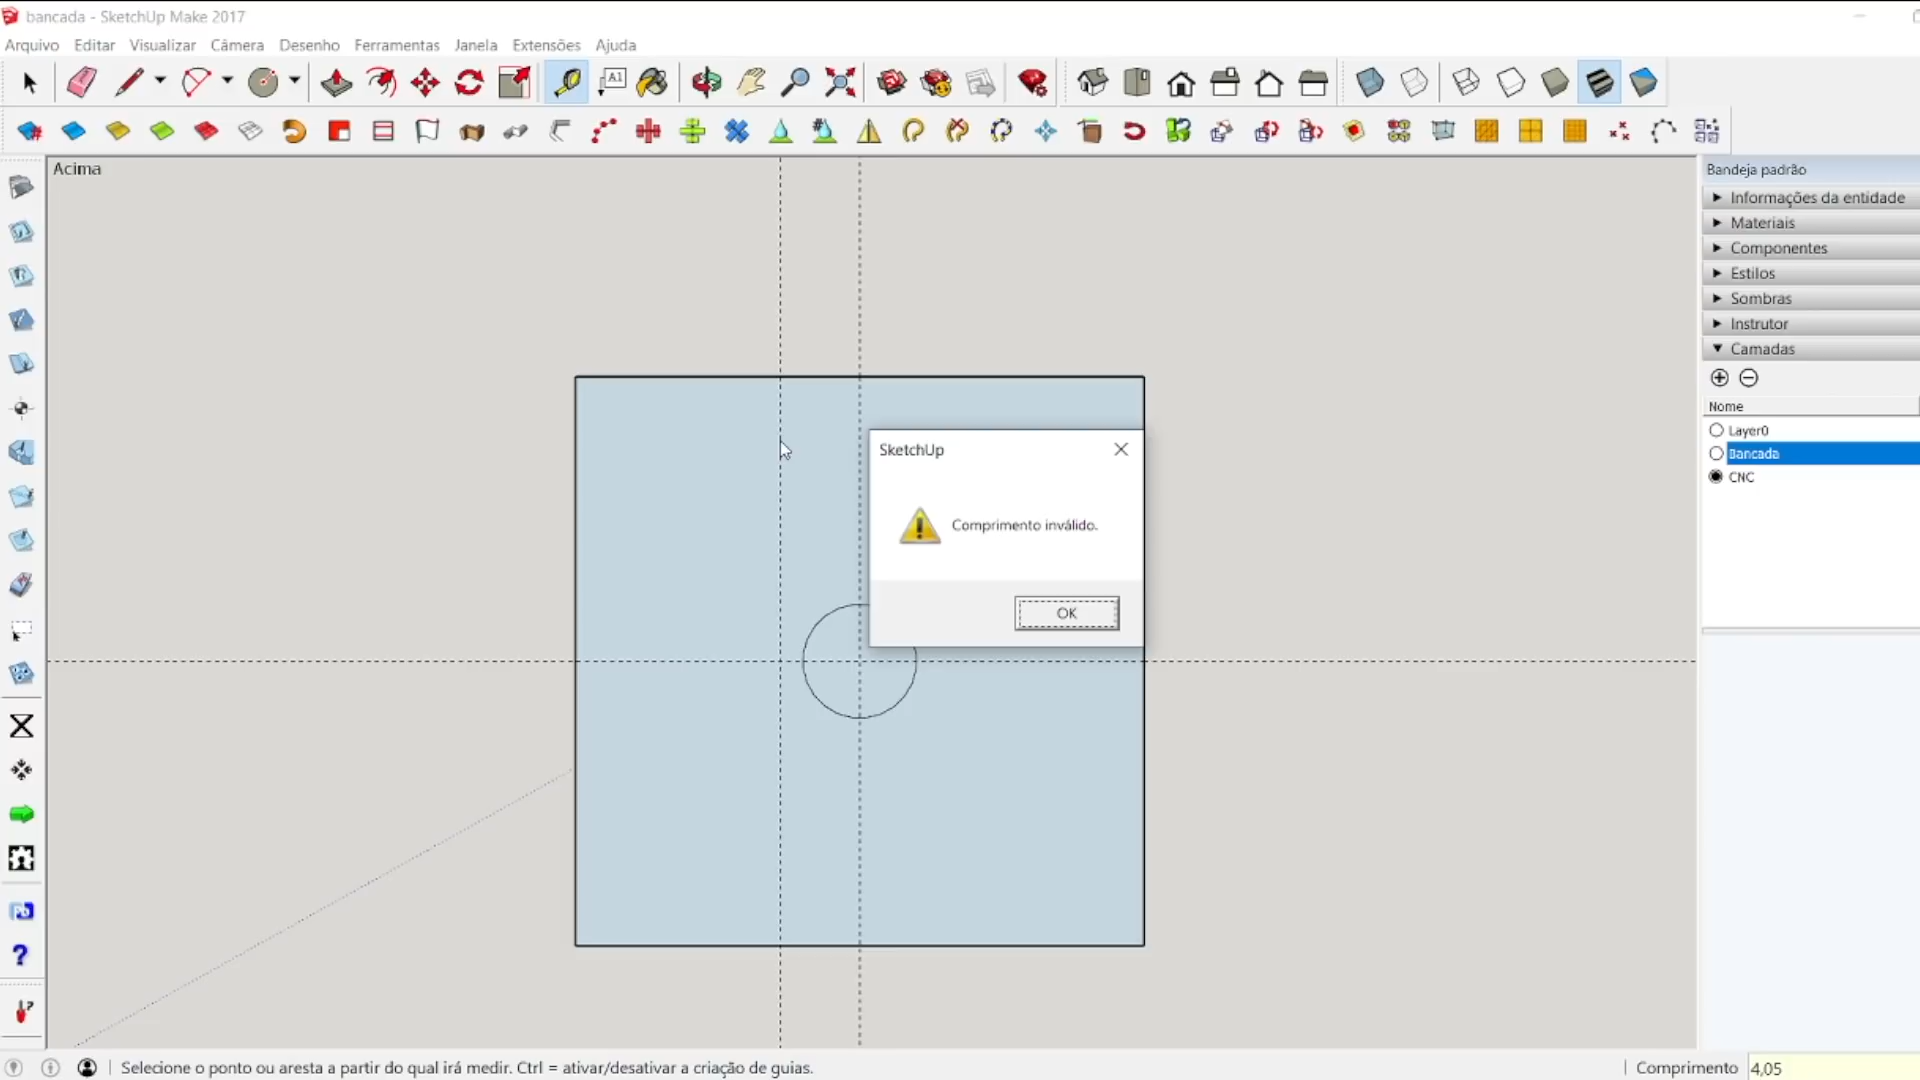 bancada - SketchUp Make 2017
Arquivo Editar Visualizar Câmera Desenho Ferramentas Janela Extensões Ajuda
A1
Acima
Bandeja padrão
Informações da entidade
Materiais
Componentes
Estilos
Sombras
Instrutor
Camadas
Nome
Layer0
Bancada
CNC
SketchUp
Comprimento inválido.
OK
Selecione o ponto ou aresta a partir do qual irá medir. Ctrl = ativar/desativar a criação de guias.
Comprimento 4,05